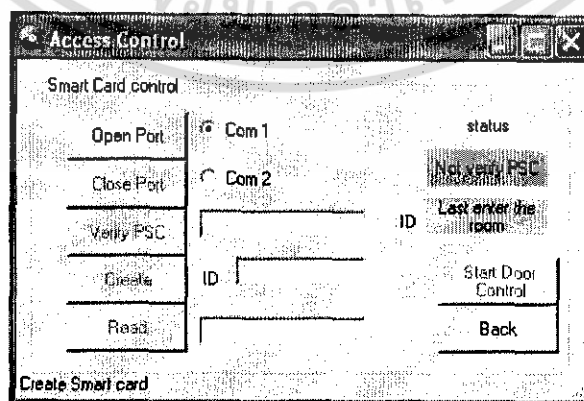 Access Control
Smart Card control
Open Port
Com 1
status
Close Port
Com 2
Not verify PSC
Verify PSC
ID
Last enter the
room
Create
ID
Start Door
Control
Read
Back
Create Smart card